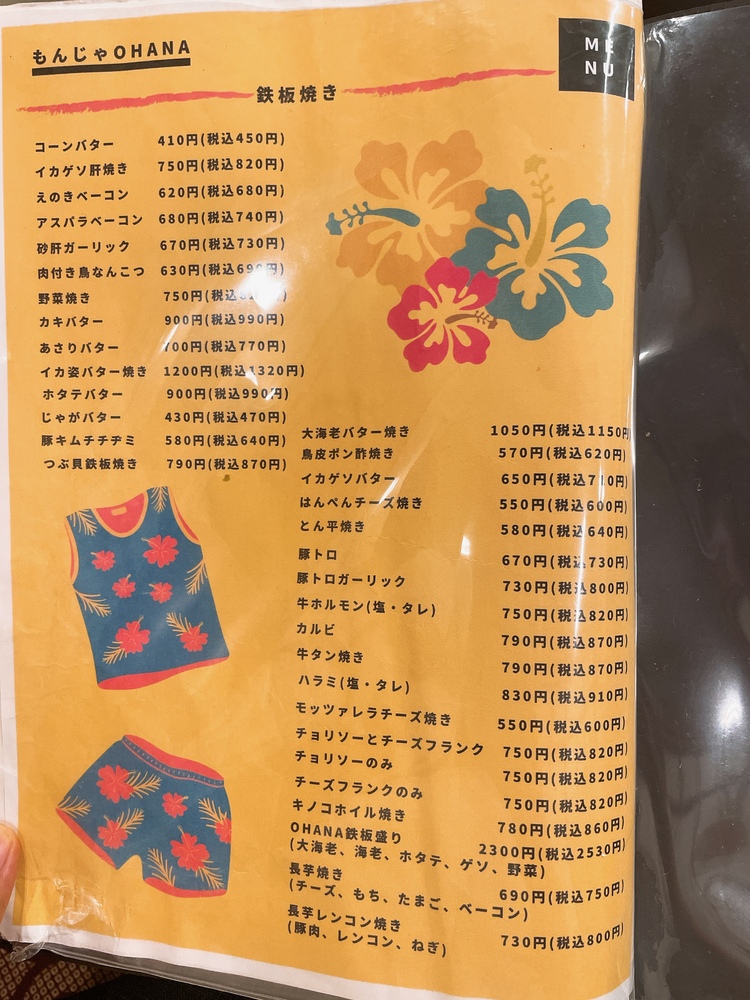 もんじゃOHANA
ME
NU
鉄板焼き
コーンバター 410円(税込450円)
イカゲソ肝焼き 750円(税込820円)
えのきベーコン 620円(税込680円)
アスパラベーコン 680円(税込740円)
砂肝ガーリック 670円(税込730円)
肉付き鳥なんこつ 630円(税込690円)
野菜焼き 750円(税込
カキバター 900円(税込990円)
あさりバター 700円(税込770円)
イカ姿バター焼き 1200円(税込1320円)
ホタテバター 900円(税込990円)
じゃがバター 430円(税込470円)
豚キムチチヂミ 580円(税込640円)
つぶ貝鉄板焼き 790円(税込870円)
大海老バター焼き 1050円(税込1150円)
鳥皮ポン酢焼き 570円(税込620円)
イカゲソバター 650円(税込710円)
はんぺんチーズ焼き 550円(税込600円)
とん平焼き 580円(税込640円)
豚トロ 670円(税込730円)
豚トロガーリック 730円(税込800円)
牛ホルモン(塩・タレ) 750円(税込820円)
カルビ 790円(税込870円)
牛タン焼き 790円(税込870円)
ハラミ(塩・タレ) 830円(税込910円)
モッツァレラチーズ焼き 550円(税込600円)
チョリソーとチーズフランク 750円(税込820円)
チョリソーのみ 750円(税込820円)
チーズフランクのみ 750円(税込820円)
キノコホイル焼き 780円(税込860円)
OHANA鉄板盛り 2300円(税込2530円)
(大海老、海老、ホタテ、ゲソ、野菜)
長芋焼き 690円(税込750円)
(チーズ、もち、たまご、ベーコン)
長芋レンコン焼き 730円(税込800円)
(豚肉、レンコン、ねぎ)